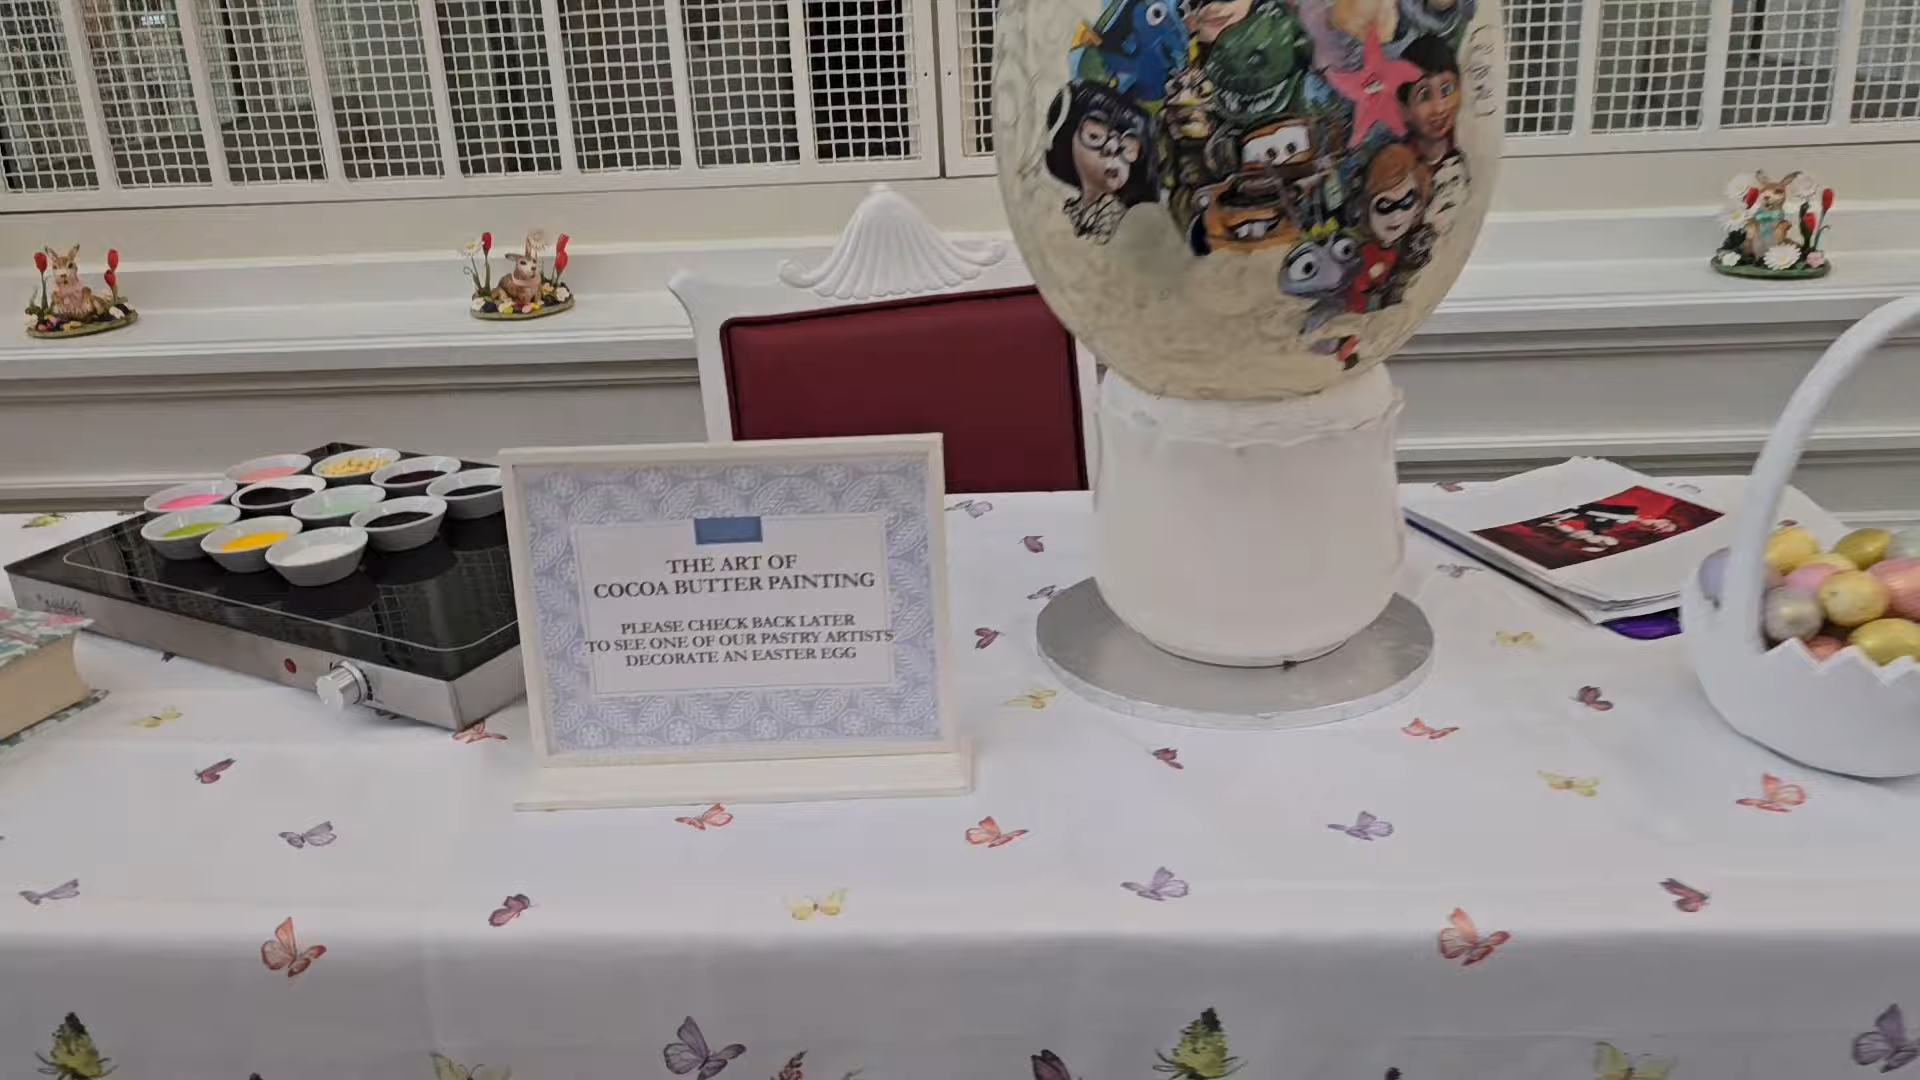 THE ART OF
COCOA BUTTER PAINTING
PLEASE CHECK BACK LATER
TO SEE ONE OF OUR PASTRY ARTISTS
DECORATE AN EASTER EGG